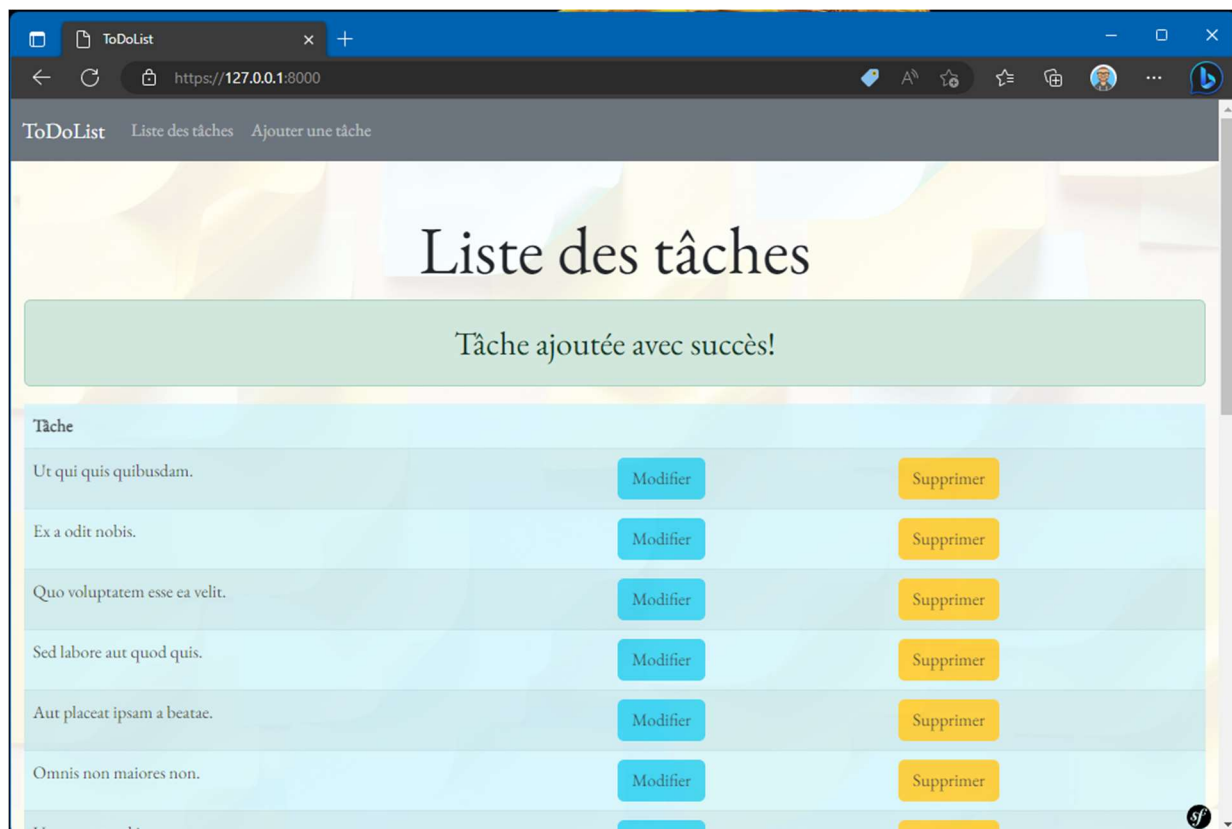 ToDoList
https://127.0.0.1:8000
ToDoList Liste des tâches Ajouter une tâche
Liste des tâches
Tâche ajoutée avec succès!
Tâche
Ut qui quis quibusdam. Modifier Supprimer
Ex a odit nobis. Modifier Supprimer
Quo voluptatem esse ea velit. Modifier Supprimer
Sed labore aut quod quis. Modifier Supprimer
Aut placeat ipsam a beatae. Modifier Supprimer
Omnis non maiores non. Modifier Supprimer
sf